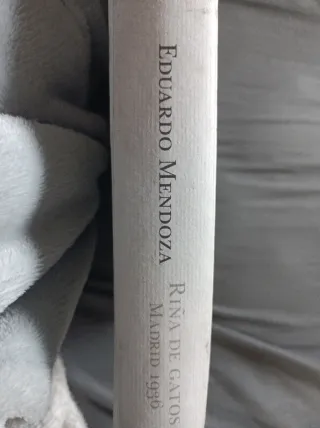 EDUARDO MENDOZA
RIÑA DE GATOS
MADRID 1936